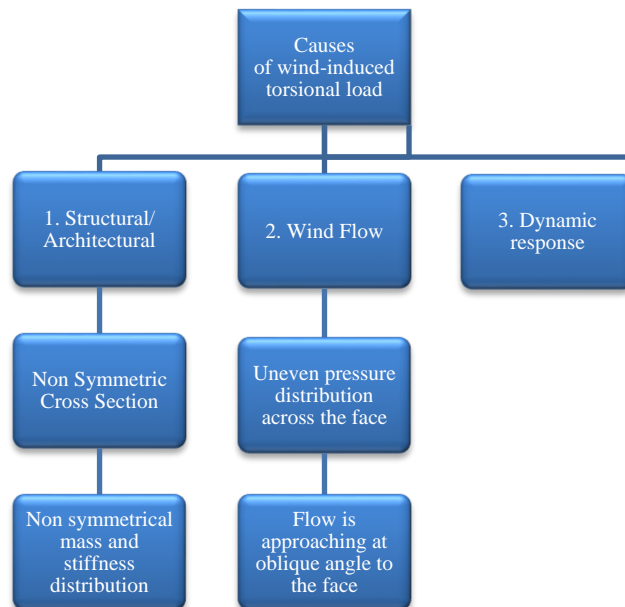 Causes
of wind-induced
torsional load
1. Structural/
Architectural
2. Wind Flow
3. Dynamic
response
Non Symmetric
Cross Section
Uneven pressure
distribution
across the face
Non symmetrical
mass and
stiffness
distribution
Flow is
approaching at
oblique angle to
the face